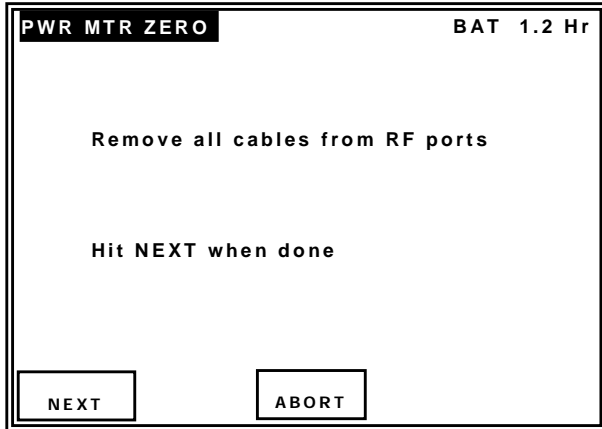 PWR MTR ZERO BAT 1.2 Hr
Remove all cables from RF ports
Hit NEXT when done
NEXT ABORT